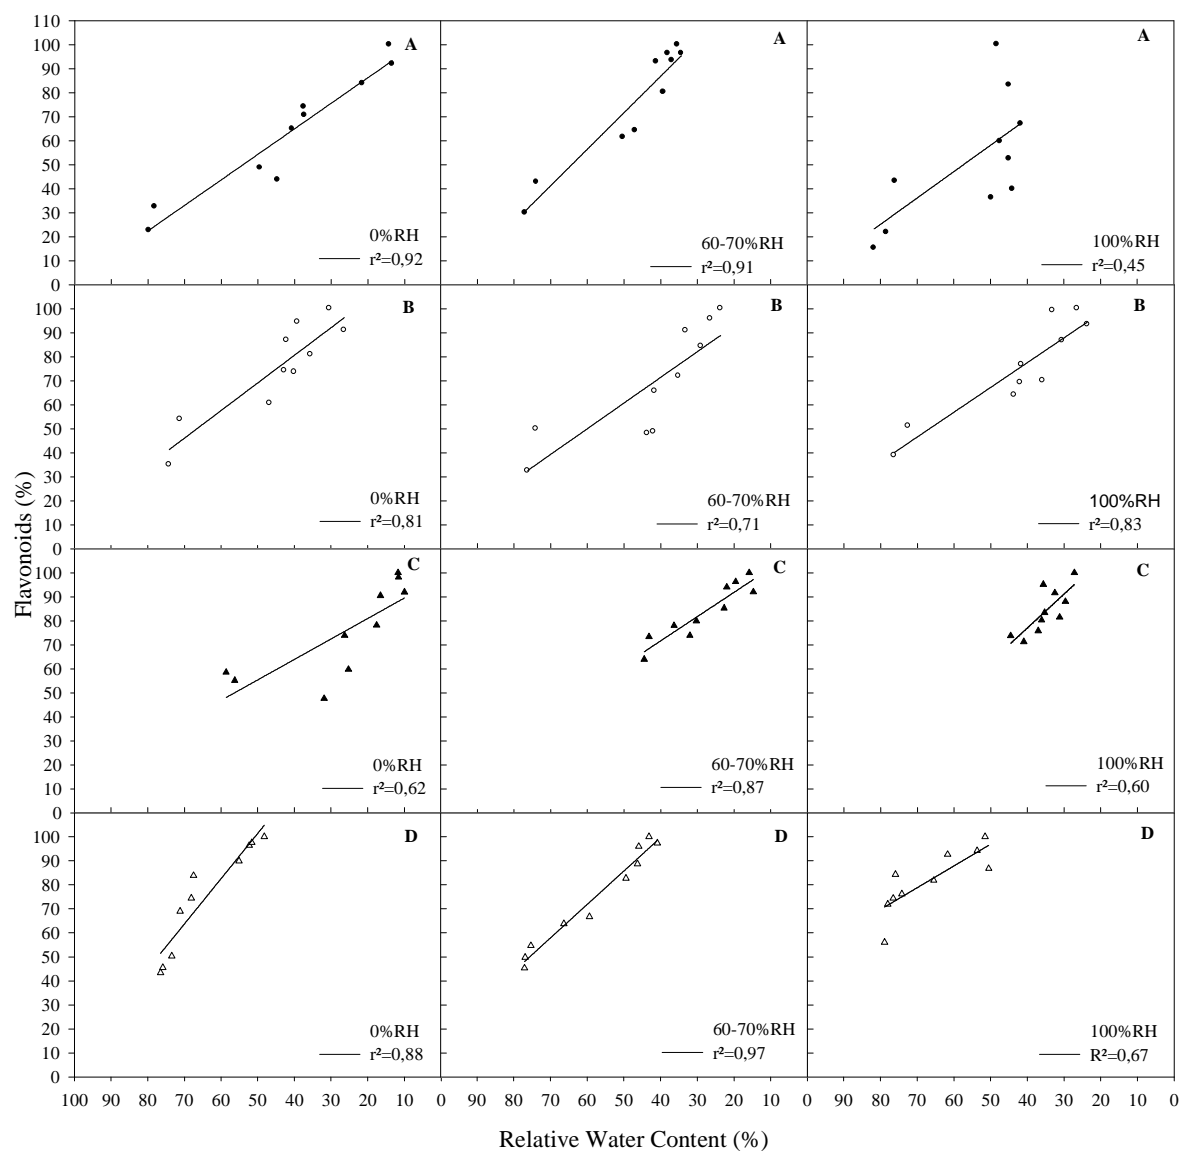 110
100
90
80
70
60
50
40
30
20
10
0
A
0%RH
r²=0,92
A
60-70%RH
r²=0,91
A
100%RH
r²=0,45
100
90
80
70
60
50
40
30
20
10
0
B
0%RH
r²=0,81
B
60-70%RH
r²=0,71
B
100%RH
r²=0,83
Flavonoids (%)
100
90
80
70
60
50
40
30
20
10
0
C
0%RH
r²=0,62
C
60-70%RH
r²=0,87
C
100%RH
r²=0,60
100
90
80
70
60
50
40
30
20
10
0
D
0%RH
r²=0,88
D
60-70%RH
r²=0,97
D
100%RH
R²=0,67
100 90 80 70 60 50 40 30 20 10 90 80 70 60 50 40 30 20 10 0 90 80 70 60 50 40 30 20 10 0
Relative Water Content (%)